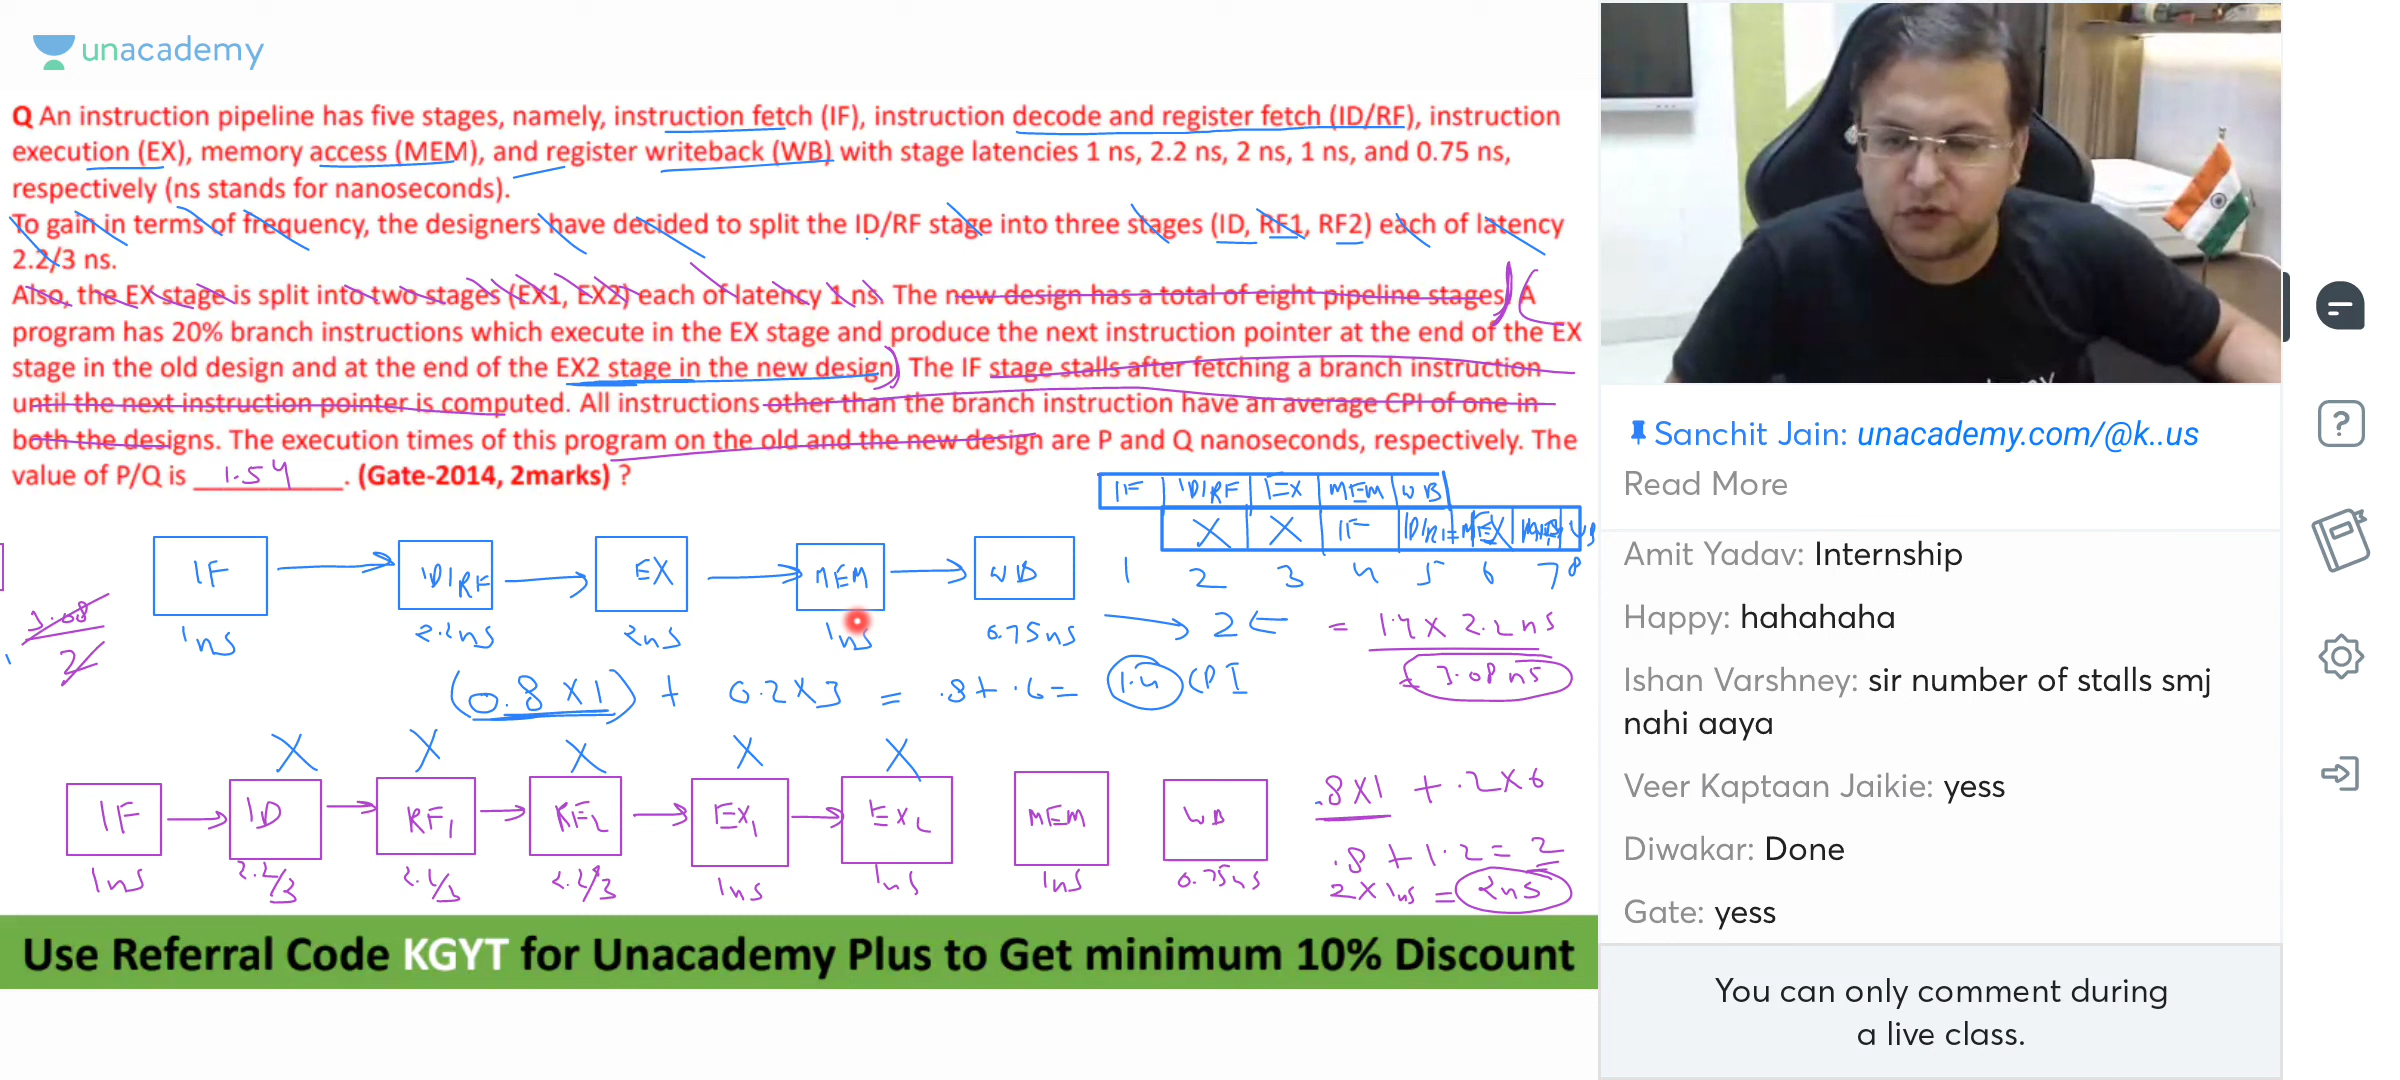 unacademy
Q An instruction pipeline has five stages, namely, instruction fetch (IF), instruction decode and register fetch (ID/RF), instruction
execution (EX), memory access (MEM), and register writeback (WB) with stage latencies 1 ns, 2.2 ns, 2 ns, 1 ns, and 0.75 ns,
respectively (ns stands for nanoseconds).
To gain in terms of frequency, the designers have decided to split the ID/RF stage into three stages (ID, RF1, RF2) each of latency
2.2/3 ns.
Also, the EX stage is split into two stages (EX1, EX2) each of latency 1 ns. The new design has a total of eight pipeline stages. A
program has 20% branch instructions which execute in the EX stage and produce the next instruction pointer at the end of the EX
stage in the old design and at the end of the EX2 stage in the new design. The IF stage stalls after fetching a branch instruction
until the next instruction pointer is computed. All instructions other than the branch instruction have an average CPI of one in
both the designs. The execution times of this program on the old and the new design are P and Q nanoseconds, respectively. The
value of P/Q is 1.54. (Gate-2014, 2marks) ?
IF ID/RF EX MEM WB
X X IF
1 2 3 4 5 6 7 8
IF ID/RF EX MEM WB
1ns 2.2ns 2ns 1ns 0.75ns
3.08
2
2 = 1.4 x 2.2 ns
= 3.08 ns
(0.8 x 1) + 0.2 x 3 = .8 + .6 = 1.4 CPI
X X X X X
IF ID RF1 RF2 EX1 EX2 MEM WB
1ns 2.2/3 2.2/3 2.2/3 1ns 1ns 1ns 0.75ns
.8x1 + .2x6
.8 + 1.2 = 2
2 x 1ns = 2ns
Use Referral Code KGYT for Unacademy Plus to Get minimum 10% Discount
Sanchit Jain: unacademy.com/@k..us
Read More
Amit Yadav: Internship
Happy: hahahaha
Ishan Varshney: sir number of stalls smj
nahi aaya
Veer Kaptaan Jaikie: yess
Diwakar: Done
Gate: yess
You can only comment during
a live class.